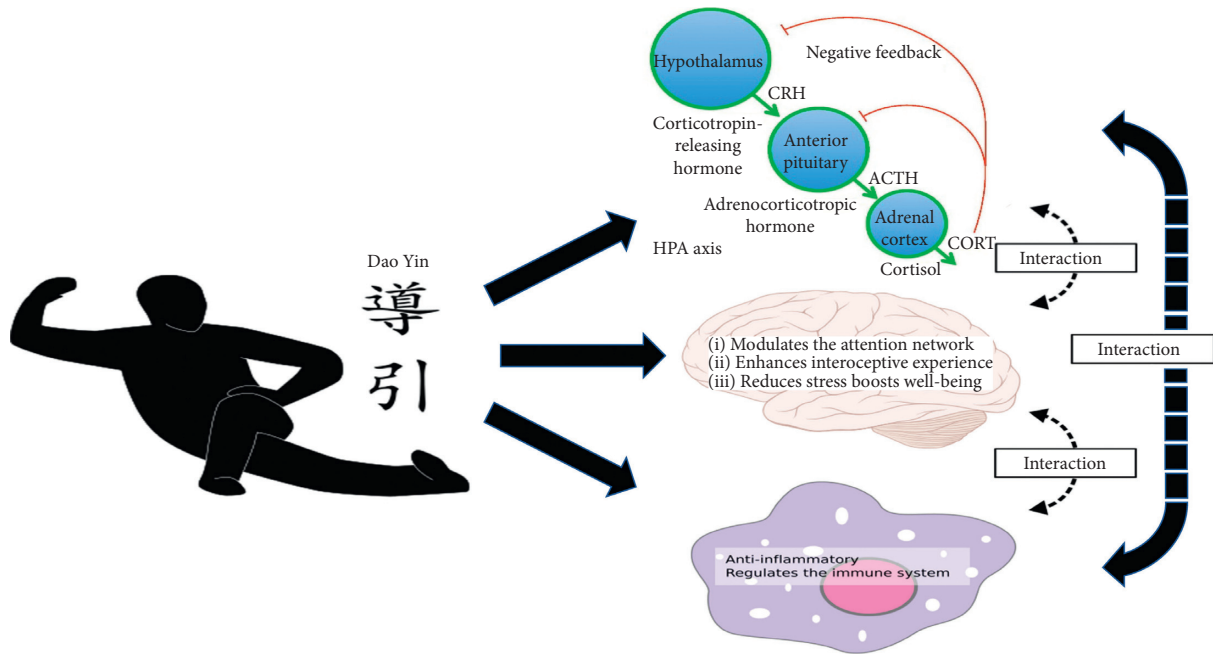 Dao Yin
導
引
Hypothalamus
Negative feedback
CRH
Corticotropin-
releasing
hormone
Anterior
pituitary
ACTH
Adrenocorticotropic
hormone
Adrenal
cortex
CORT
Cortisol
HPA axis
Interaction
(i) Modulates the attention network
(ii) Enhances interoceptive experience
(iii) Reduces stress boosts well-being
Interaction
Interaction
Anti-inflammatory
Regulates the immune system